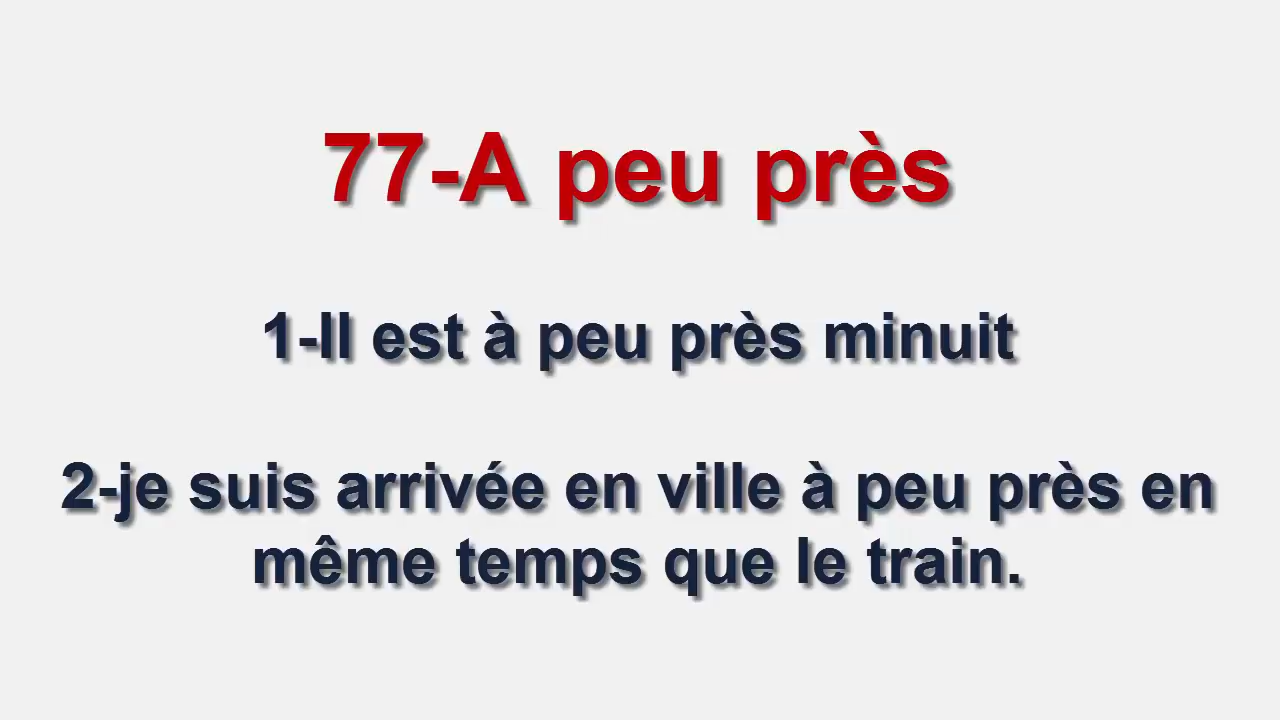 77-A peu près
1-Il est à peu près minuit
2-je suis arrivée en ville à peu près en
même temps que le train.